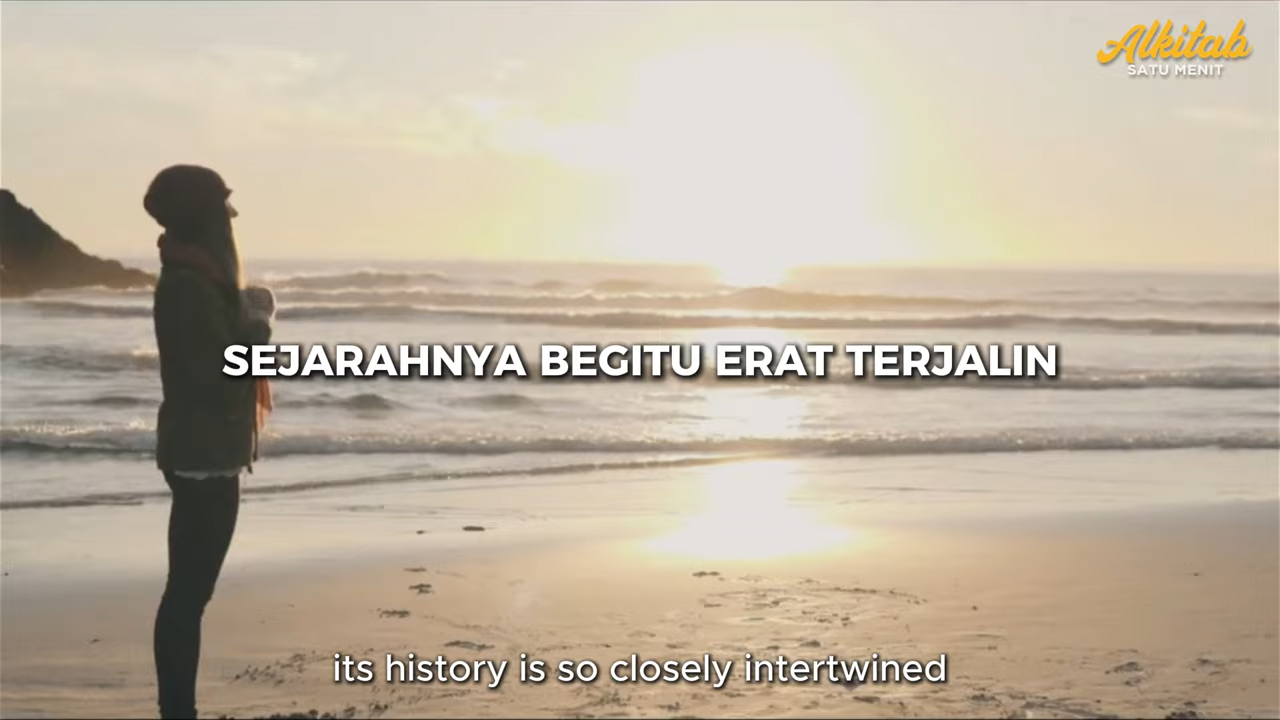 Alkitab
SATU MENIT
SEJARAHNYA BEGITU ERAT TERJALIN
its history is so closely intertwined